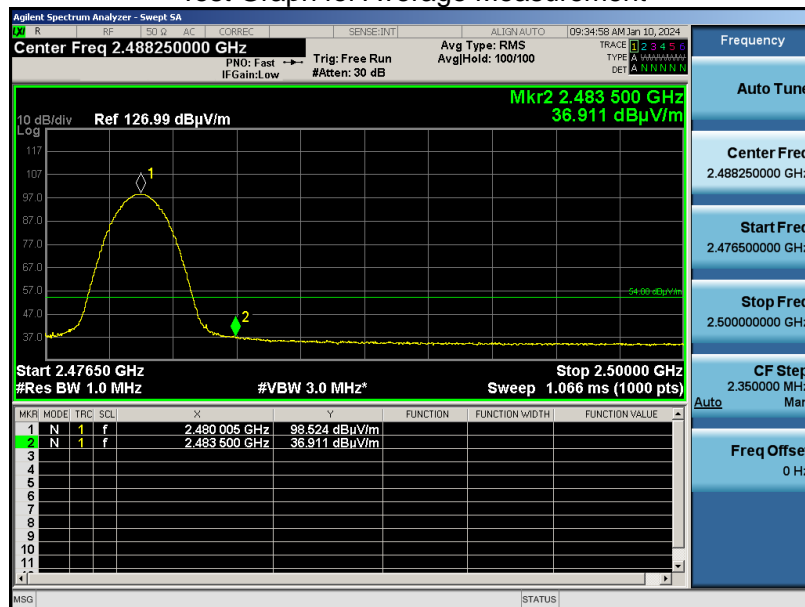 Agilent Spectrum Analyzer - Swept SA
LXI R RF 50 Ω AC CORREC SENSE:INT ALIGN AUTO 09:34:58 AM Jan 10, 2024
Center Freq 2.488250000 GHz
PNO: Fast
IFGain:Low
Trig: Free Run
#Atten: 30 dB
Avg Type: RMS
Avg|Hold: 100/100
TRACE 1 2 3 4 5 6
TYPE A WWWWW
DET A N N N N N
Mkr2 2.483 500 GHz
36.911 dBµV/m
10 dB/div Ref 126.99 dBµV/m
Log
117
107
97.0
87.0
77.0
67.0
57.0
47.0
37.0
1
2
54.00 dBµV/m
Start 2.47650 GHz Stop 2.50000 GHz
#Res BW 1.0 MHz #VBW 3.0 MHz* Sweep 1.066 ms (1000 pts)
MKR MODE TRC SCL X Y FUNCTION FUNCTION WIDTH FUNCTION VALUE
1 N 1 f 2.480 005 GHz 98.524 dBµV/m
2 N 1 f 2.483 500 GHz 36.911 dBµV/m
3
4
5
6
7
8
9
10
11
MSG STATUS
Frequency
Auto Tune
Center Freq
2.488250000 GHz
Start Freq
2.476500000 GHz
Stop Freq
2.500000000 GHz
CF Step
2.350000 MHz
Auto Man
Freq Offset
0 Hz